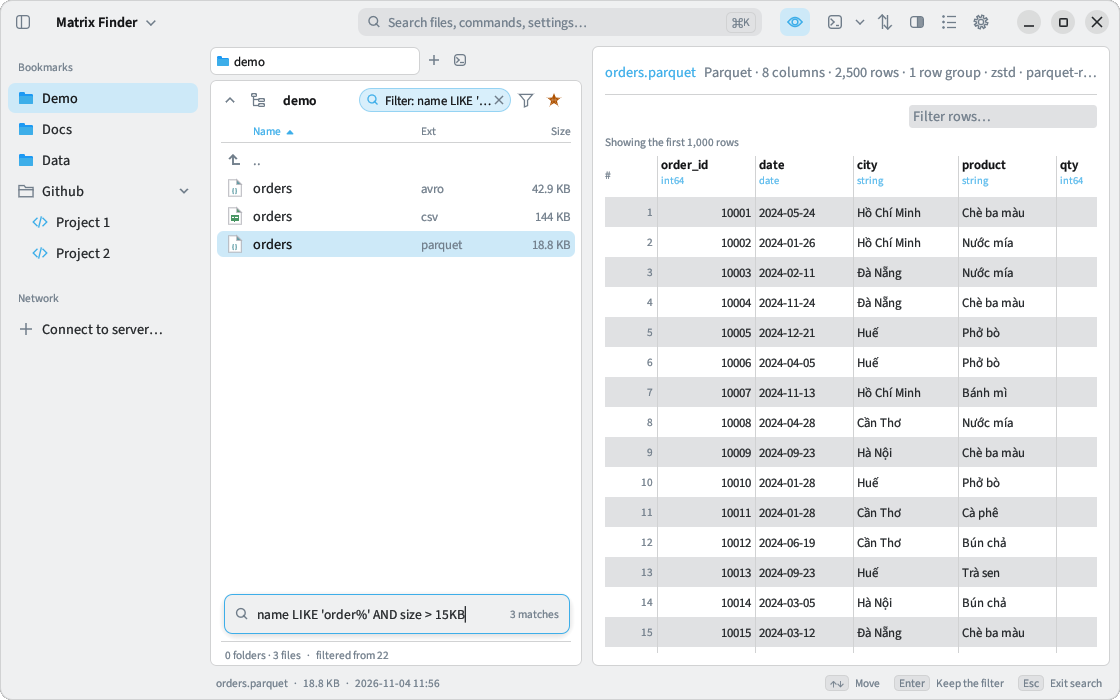 Matrix Finder
Search files, commands, settings…
⌘K
Bookmarks
Demo
Docs
Data
Github
Project 1
Project 2
Network
Connect to server…
demo
demo
Filter: name LIKE '…
Name Ext Size
..
orders avro 42.9 KB
orders csv 144 KB
orders parquet 18.8 KB
name LIKE 'order%' AND size > 15KB 3 matches
0 folders · 3 files · filtered from 22
orders.parquet Parquet · 8 columns · 2,500 rows · 1 row group · zstd · parquet-r…
Filter rows…
Showing the first 1,000 rows
# order_id date city product qty
int64 date string string int64
1 10001 2024-05-24 Hồ Chí Minh Chè ba màu
2 10002 2024-01-26 Hồ Chí Minh Nước mía
3 10003 2024-02-11 Đà Nẵng Nước mía
4 10004 2024-11-24 Đà Nẵng Chè ba màu
5 10005 2024-12-21 Huế Phở bò
6 10006 2024-04-05 Huế Phở bò
7 10007 2024-11-13 Hồ Chí Minh Bánh mì
8 10008 2024-04-28 Cần Thơ Nước mía
9 10009 2024-09-23 Hà Nội Chè ba màu
10 10010 2024-01-28 Huế Phở bò
11 10011 2024-01-28 Cần Thơ Cà phê
12 10012 2024-06-19 Cần Thơ Bún chả
13 10013 2024-09-23 Huế Trà sen
14 10014 2024-03-05 Hà Nội Bún chả
15 10015 2024-03-12 Đà Nẵng Chè ba màu
orders.parquet · 18.8 KB · 2026-11-04 11:56
↑↓ Move Enter Keep the filter Esc Exit search